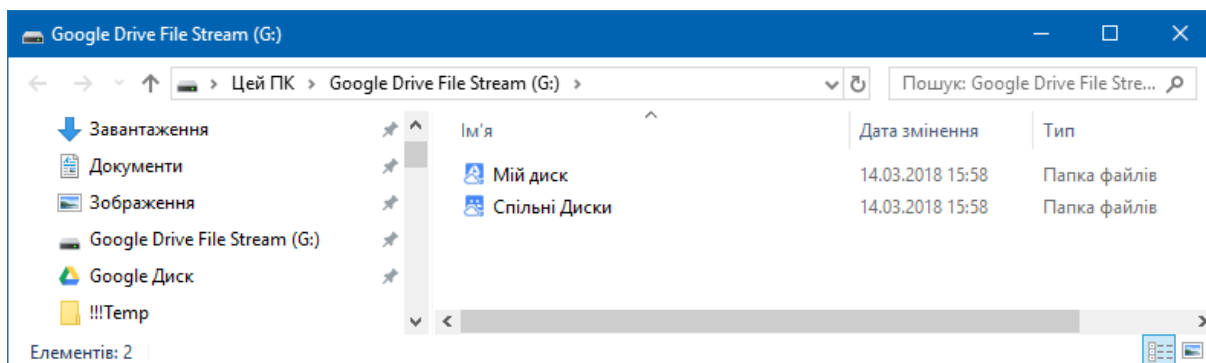 Google Drive File Stream (G:)
Цей ПК > Google Drive File Stream (G:) >
Пошук: Google Drive File Stre...
Завантаження
Документи
Зображення
Google Drive File Stream (G:)
Google Диск
!!!Temp
Ім'я Дата змінення Тип
Мій диск 14.03.2018 15:58 Папка файлів
Спільні Диски 14.03.2018 15:58 Папка файлів
Елементів: 2